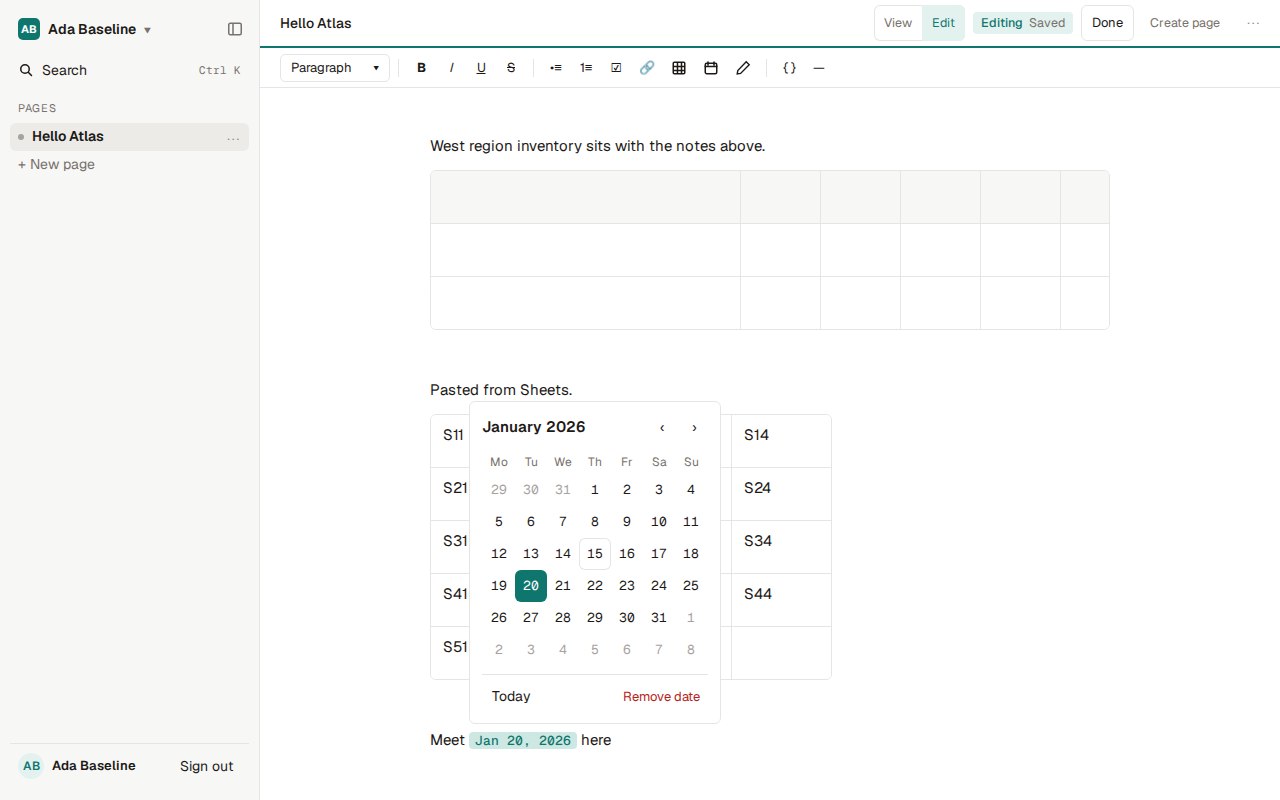 AB Ada Baseline ▾
Search Ctrl K
PAGES
Hello Atlas ...
+ New page
AB Ada Baseline Sign out
Hello Atlas View Edit Editing Saved Done Create page ...
Paragraph ▾ B I U S •≡ 1≡ ☑ 🔗 {} —
West region inventory sits with the notes above.
Pasted from Sheets.
S11 S14
S21 S24
S31 S34
S41 S44
S51
January 2026 ‹ ›
Mo Tu We Th Fr Sa Su
29 30 31 1 2 3 4
5 6 7 8 9 10 11
12 13 14 15 16 17 18
19 20 21 22 23 24 25
26 27 28 29 30 31 1
2 3 4 5 6 7 8
Today Remove date
Meet Jan 20, 2026 here